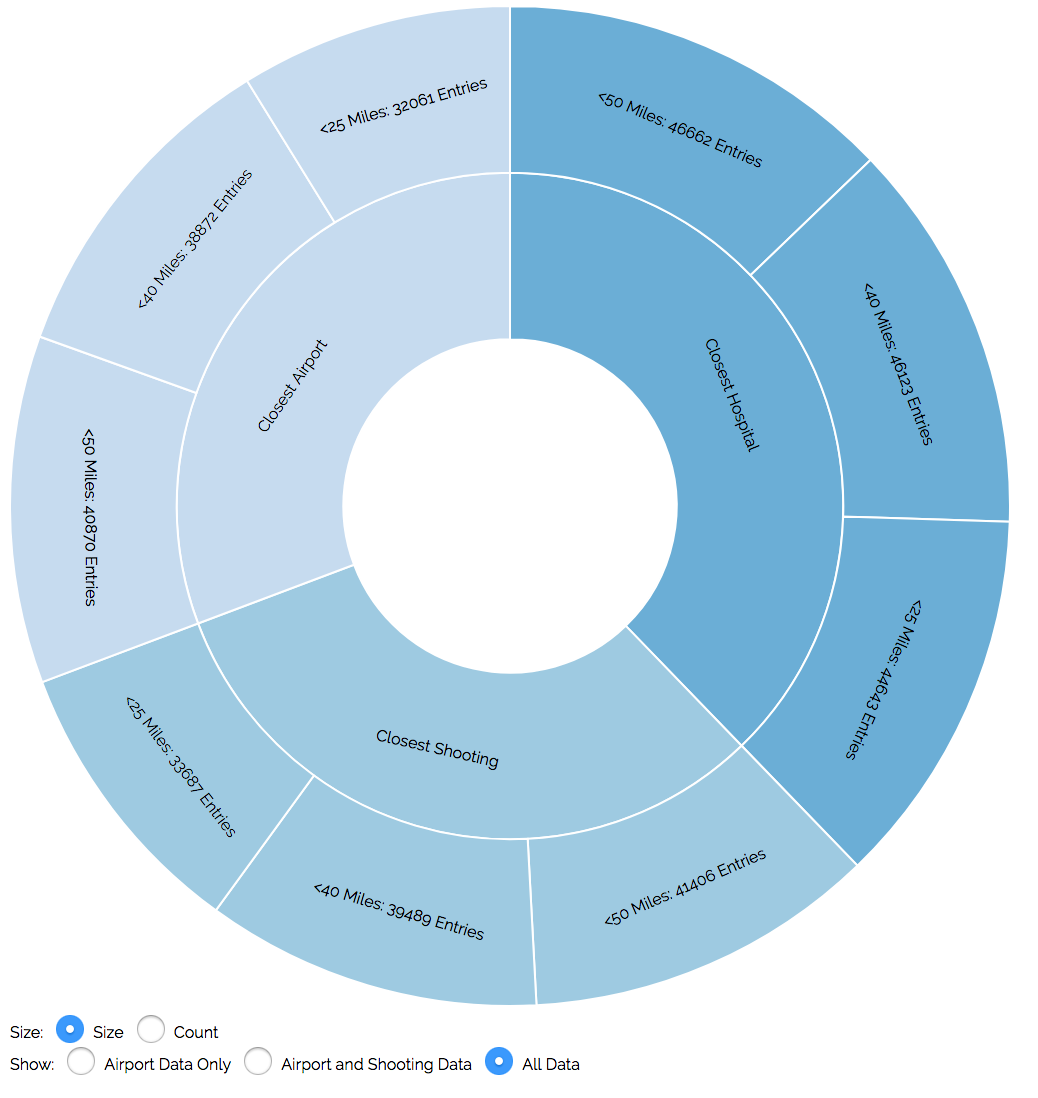 <50 Miles: 46662 Entries
<40 Miles: 46123 Entries
<25 Miles: 44643 Entries
Closest Hospital
<50 Miles: 41406 Entries
<40 Miles: 39489 Entries
<25 Miles: 33687 Entries
Closest Shooting
<50 Miles: 40870 Entries
<40 Miles: 38872 Entries
<25 Miles: 32061 Entries
Closest Airport
Size: Size Count
Show: Airport Data Only Airport and Shooting Data All Data